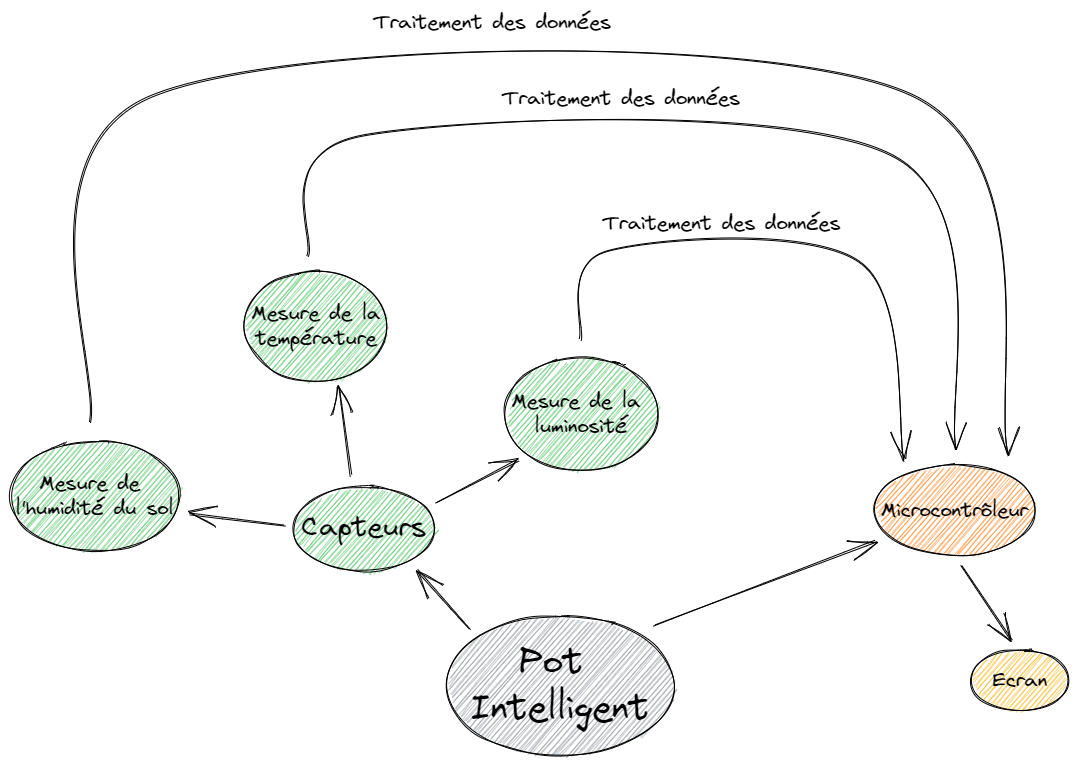 Traitement des données
Traitement des données
Traitement des données
Mesure de la
température
Mesure de la
luminosité
Mesure de
l'humidité du sol
Capteurs
Microcontrôleur
Pot
Intelligent
Ecran